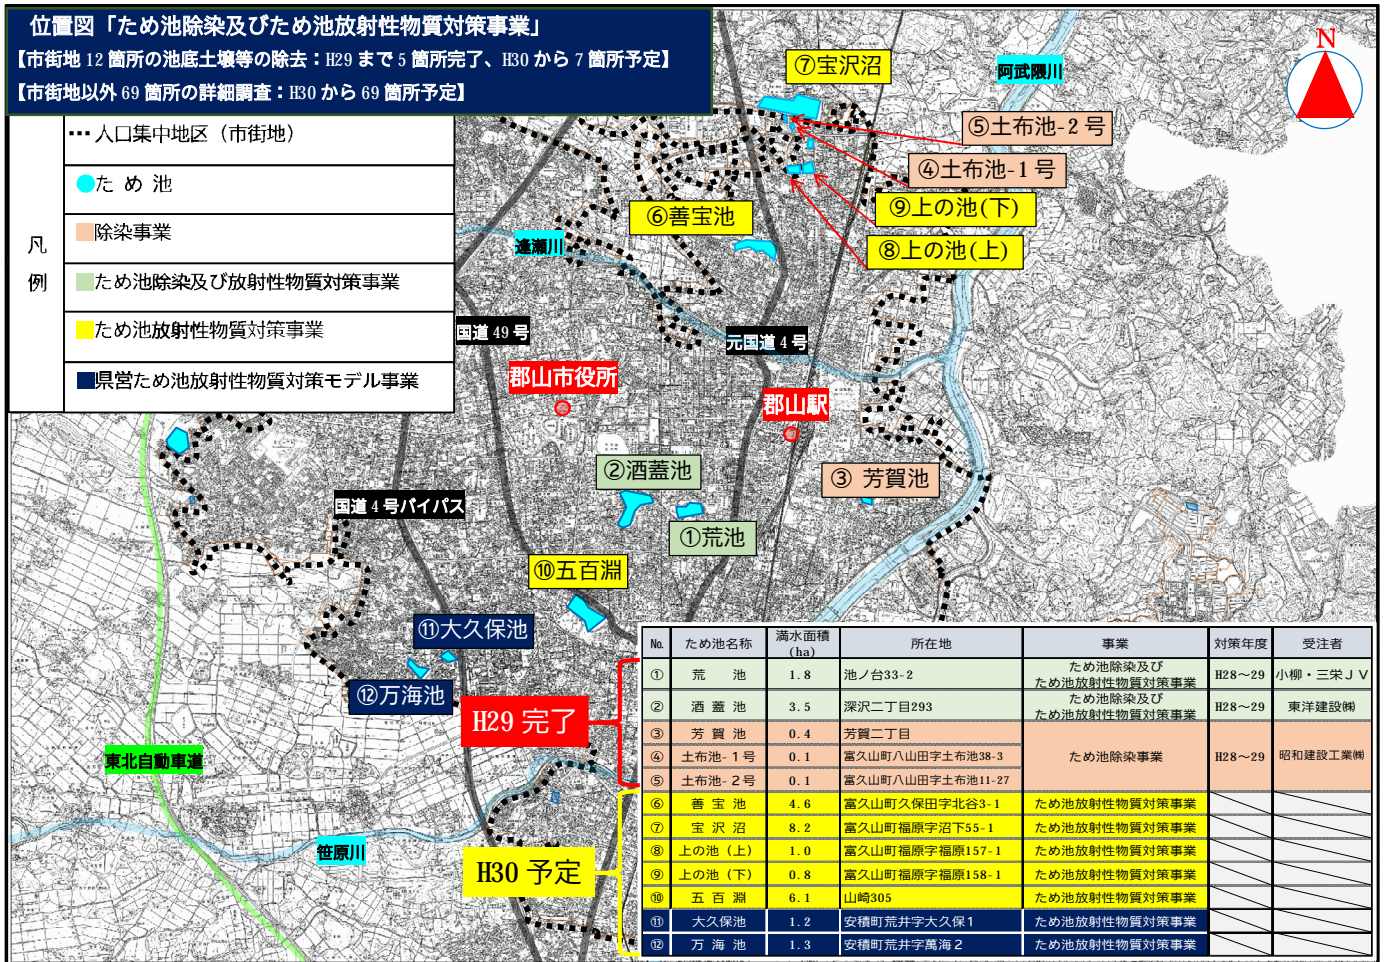 位置図「ため池除染及びため池放射性物質対策事業」
【市街地 12 箇所の池底土壌等の除去：H29 まで 5 箇所完了、H30 から 7 箇所予定】
【市街地以外 69 箇所の詳細調査：H30 から 69 箇所予定】
凡例
人口集中地区（市街地）
ため池
除染事業
ため池除染及び放射性物質対策事業
ため池放射性物質対策事業
県営ため池放射性物質対策モデル事業
N
⑦宝沢沼
阿武隈川
⑤土布池-2 号
④土布池-1 号
⑨上の池(下)
⑥善宝池
逢瀬川
⑧上の池(上)
国道 49 号
元国道 4 号
郡山市役所
郡山駅
②酒蓋池
③ 芳賀池
国道 4 号バイパス
①荒池
⑩五百淵
⑪大久保池
⑫万海池
H29 完了
東北自動車道
笹原川
H30 予定
№ ため池名称 満水面積(ha) 所在地 事業 対策年度 受注者
① 荒 池 1.8 池ノ台33-2 ため池除染及びため池放射性物質対策事業 H28～29 小柳・三栄ＪＶ
② 酒 蓋 池 3.5 深沢二丁目293 ため池除染及びため池放射性物質対策事業 H28～29 東洋建設㈱
③ 芳 賀 池 0.4 芳賀二丁目 ため池除染事業 H28～29 昭和建設工業㈱
④ 土布池-１号 0.1 富久山町八山田字土布池38-3
⑤ 土布池-２号 0.1 富久山町八山田字土布池11-27
⑥ 善 宝 池 4.6 富久山町久保田字北谷3-1 ため池放射性物質対策事業
⑦ 宝 沢 沼 8.2 富久山町福原字沼下55-1 ため池放射性物質対策事業
⑧ 上の池（上） 1.0 富久山町福原字福原157-1 ため池放射性物質対策事業
⑨ 上の池（下） 0.8 富久山町福原字福原158-1 ため池放射性物質対策事業
⑩ 五 百 淵 6.1 山崎305 ため池放射性物質対策事業
⑪ 大久保池 1.2 安積町荒井字大久保１ ため池放射性物質対策事業
⑫ 万 海 池 1.3 安積町荒井字萬海２ ため池放射性物質対策事業